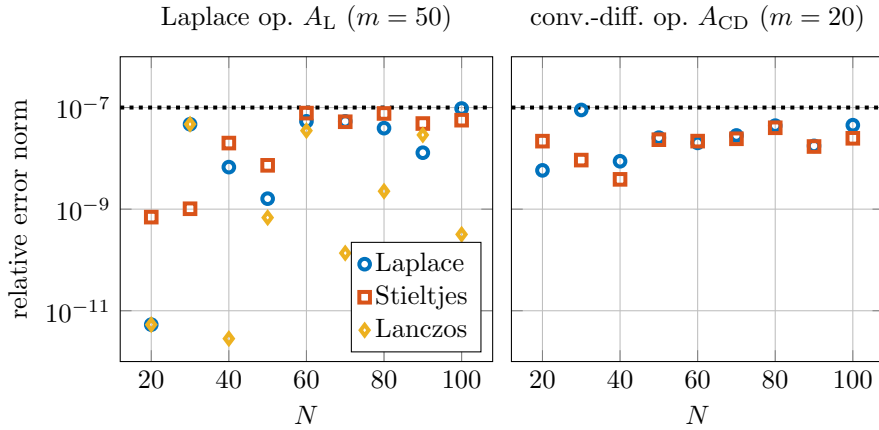 Laplace op. A_L (m = 50)
conv.-diff. op. A_CD (m = 20)
relative error norm
10^−7
10^−9
10^−11
Laplace
Stieltjes
Lanczos
20 40 60 80 100
20 40 60 80 100
N
N